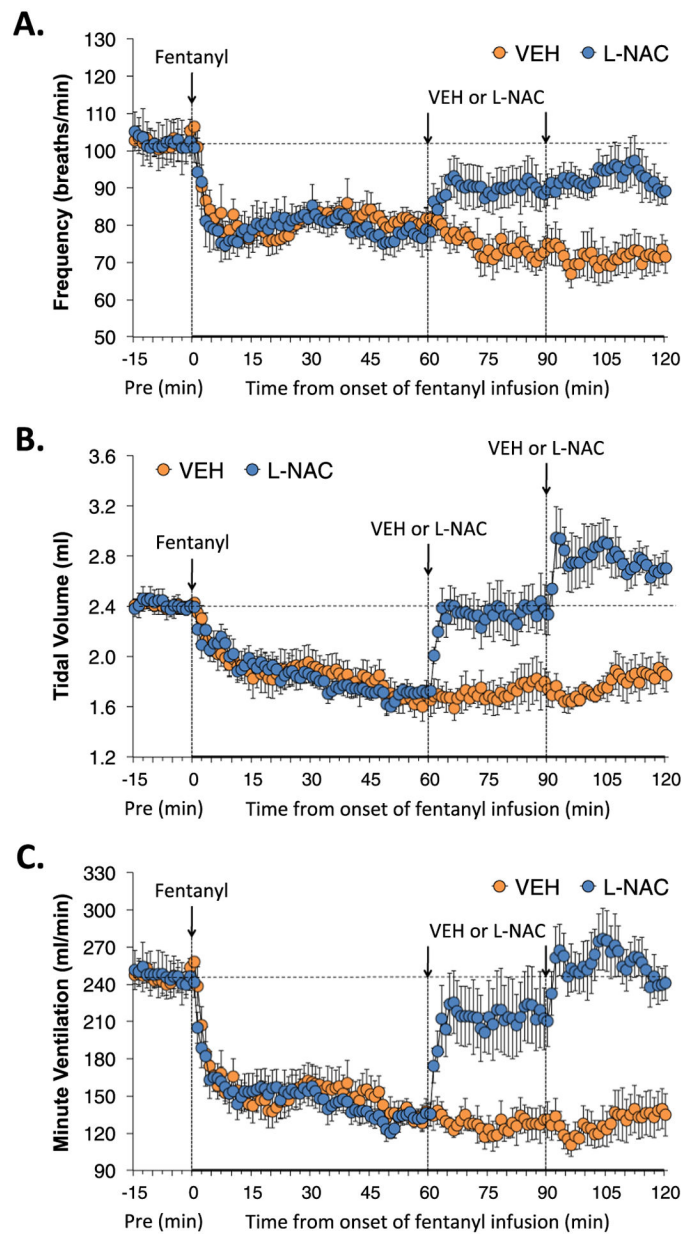 A.
Fentanyl
VEH L-NAC
VEH or L-NAC
Frequency (breaths/min)
130
120
110
100
90
80
70
60
50
-15 0 15 30 45 60 75 90 105 120
Pre (min) Time from onset of fentanyl infusion (min)
B.
VEH L-NAC
VEH or L-NAC
VEH or L-NAC
Fentanyl
Tidal Volume (ml)
3.6
3.2
2.8
2.4
2.0
1.6
1.2
-15 0 15 30 45 60 75 90 105 120
Pre (min) Time from onset of fentanyl infusion (min)
C.
Fentanyl
VEH L-NAC
VEH or L-NAC
Minute Ventilation (ml/min)
330
300
270
240
210
180
150
120
90
-15 0 15 30 45 60 75 90 105 120
Pre (min) Time from onset of fentanyl infusion (min)